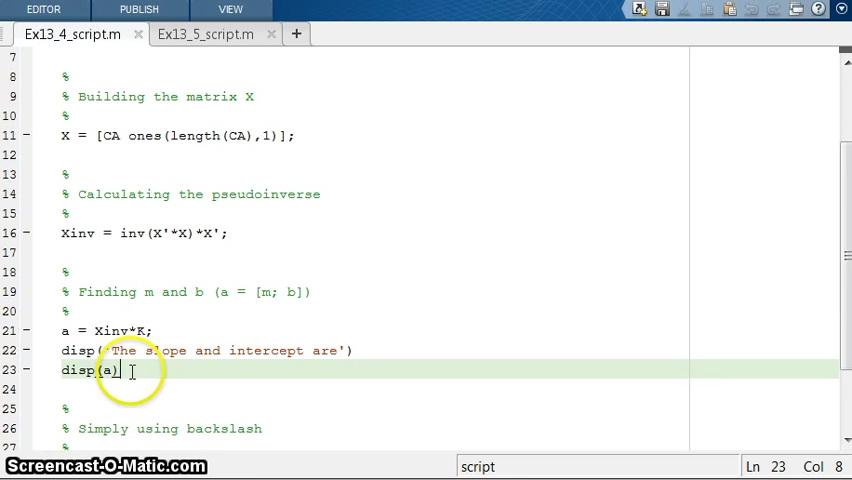 EDITOR PUBLISH VIEW
Ex13_4_script.m Ex13_5_script.m
7
8 %
9 % Building the matrix X
10 %
11 - X = [CA ones(length(CA),1)];
12
13 %
14 % Calculating the pseudoinverse
15 %
16 - Xinv = inv(X'*X)*X';
17
18 %
19 % Finding m and b (a = [m; b])
20 %
21 - a = Xinv*K;
22 - disp('The slope and intercept are')
23 - disp(a)
24
25 %
26 % Simply using backslash
27 %
Screencast-O-Matic.com script Ln 23 Col 8